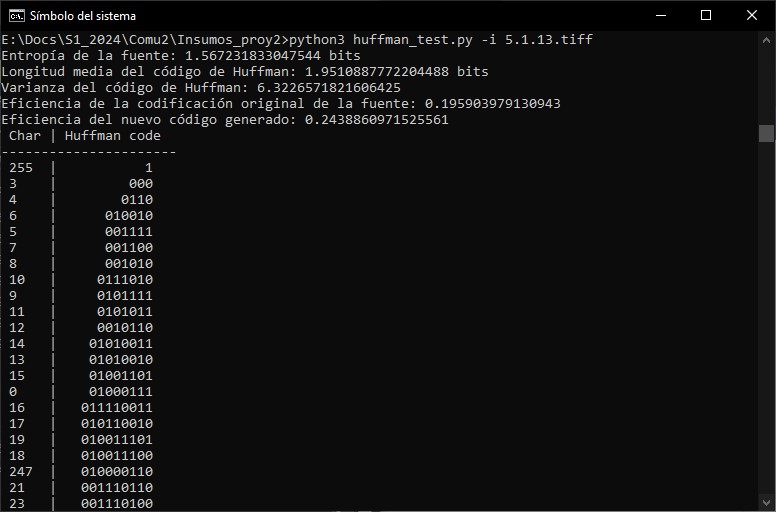 Símbolo del sistema
E:\Docs\S1_2024\Comu2\Insumos_proy2>python3 huffman_test.py -i 5.1.13.tiff
Entropía de la fuente: 1.567231833047544 bits
Longitud media del código de Huffman: 1.9510887772204488 bits
Varianza del código de Huffman: 6.3226571821606425
Eficiencia de la codificación original de la fuente: 0.195903979130943
Eficiencia del nuevo código generado: 0.2438860971525561
Char | Huffman code
----------------------
255 | 1
3 | 000
4 | 0110
6 | 010010
5 | 001111
7 | 001100
8 | 001010
10 | 0111010
9 | 0101111
11 | 0101011
12 | 0010110
14 | 01010011
13 | 01010010
15 | 01001101
0 | 01000111
16 | 011110011
17 | 010110010
19 | 010011101
18 | 010011100
247 | 010000110
21 | 001110110
23 | 001110100